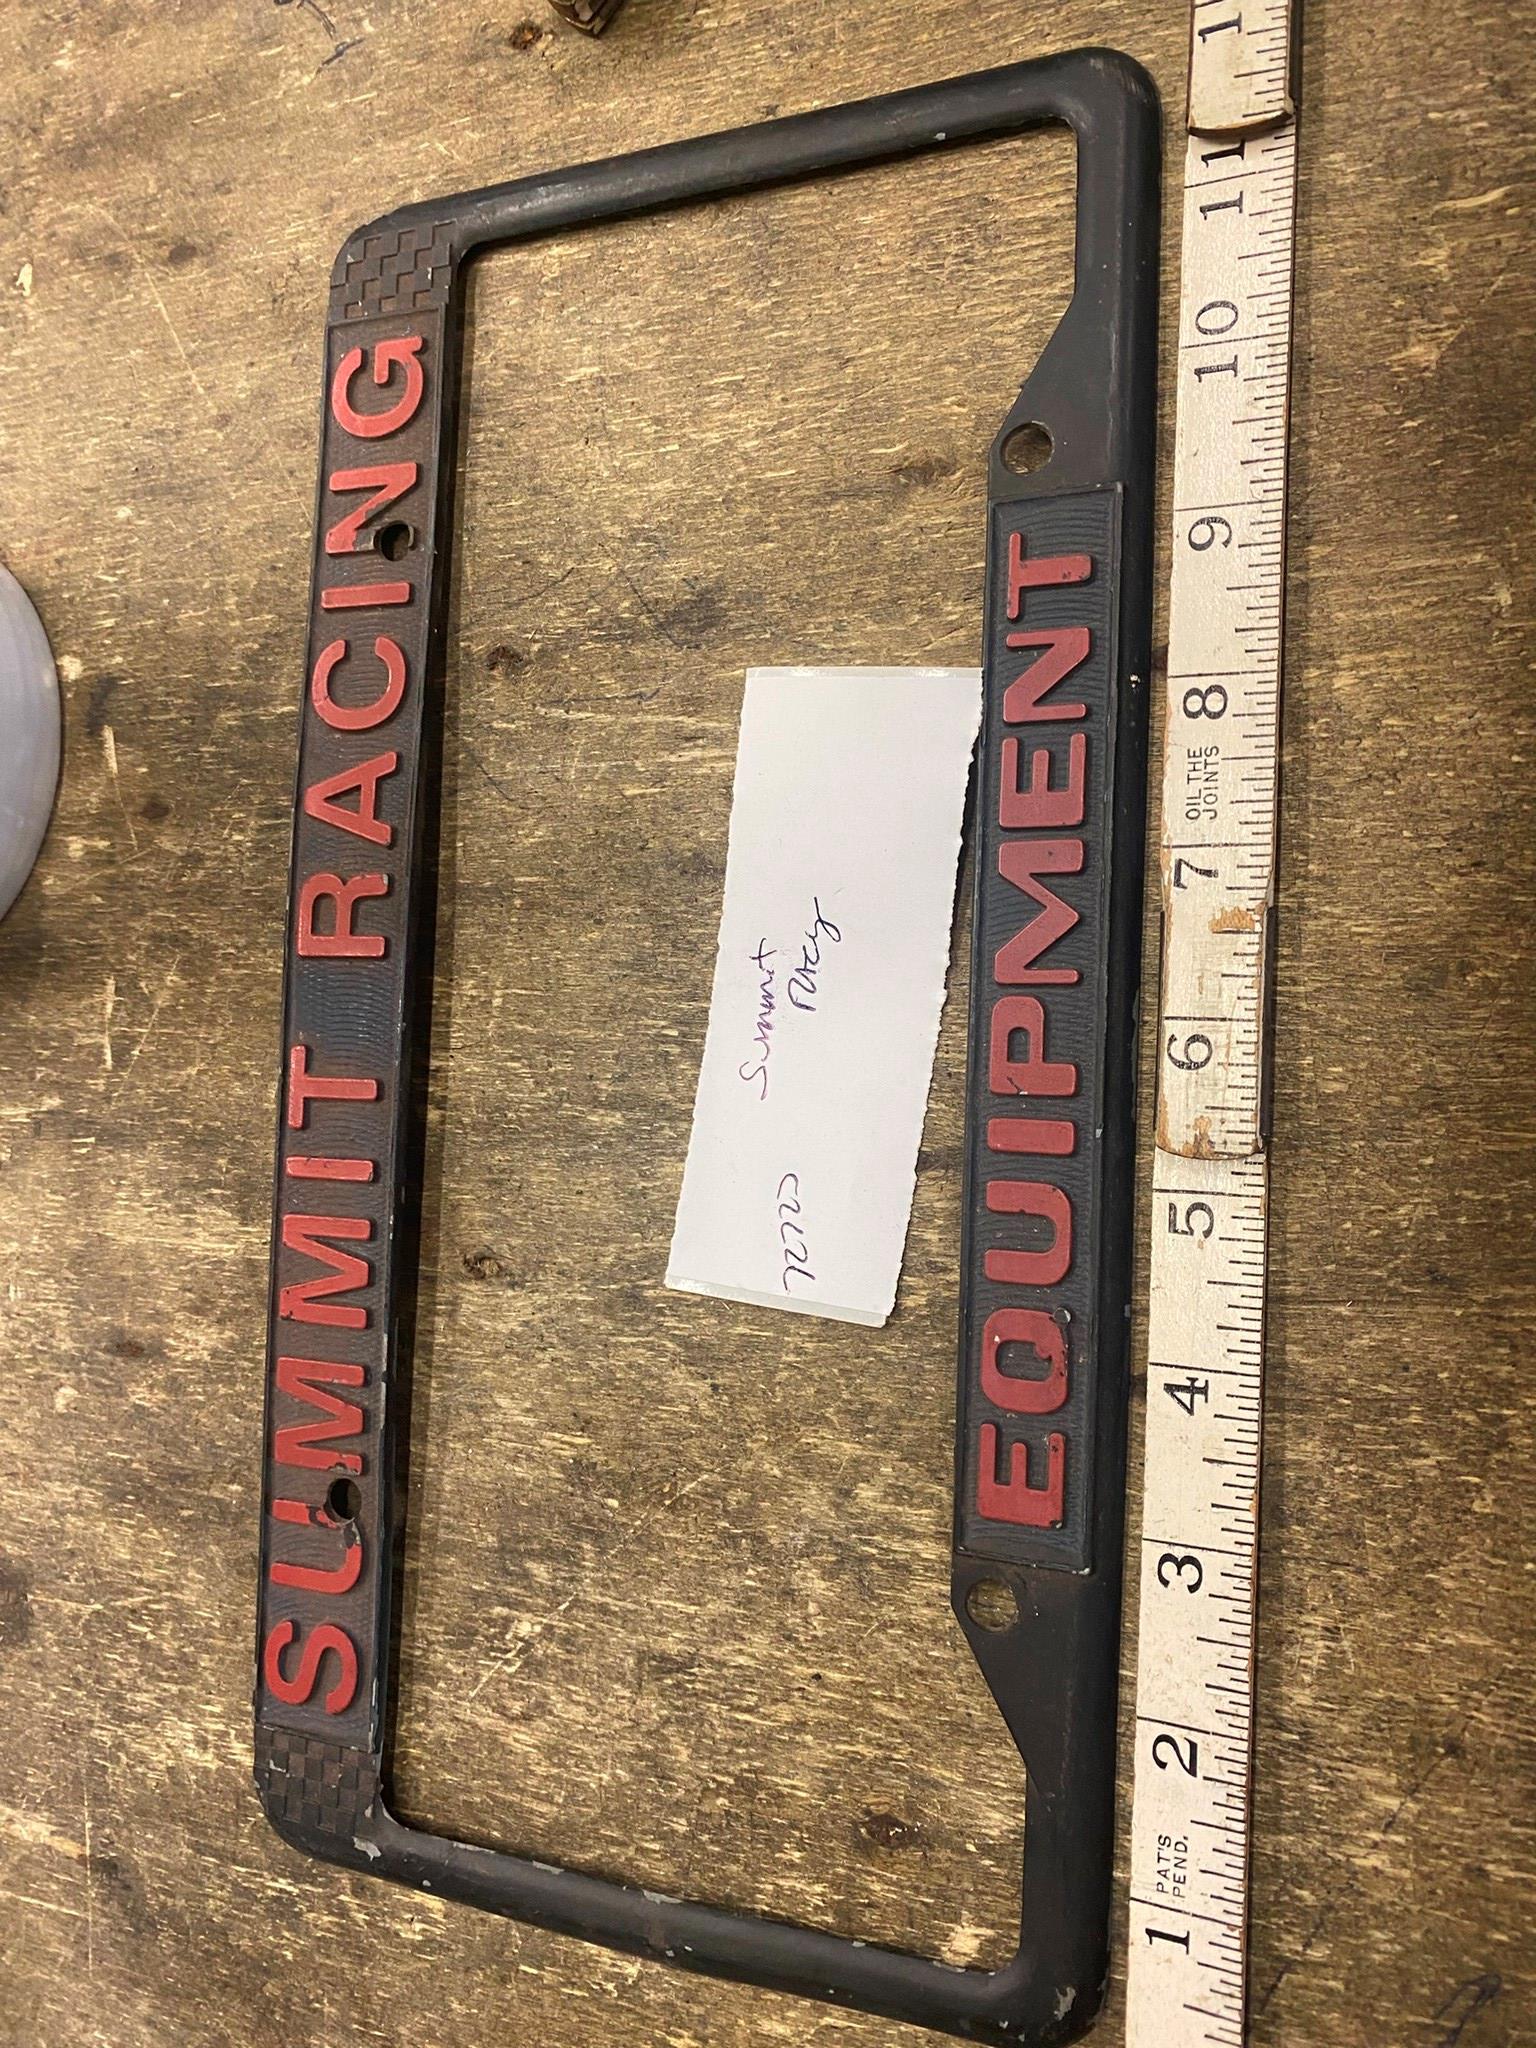 SUMMIT RACING
Summit
Racing
EQUIPMENT
1 2 3 4 5 6 7 8 9 10 11
PAT'S
PEND.
OIL THE
JOINTS